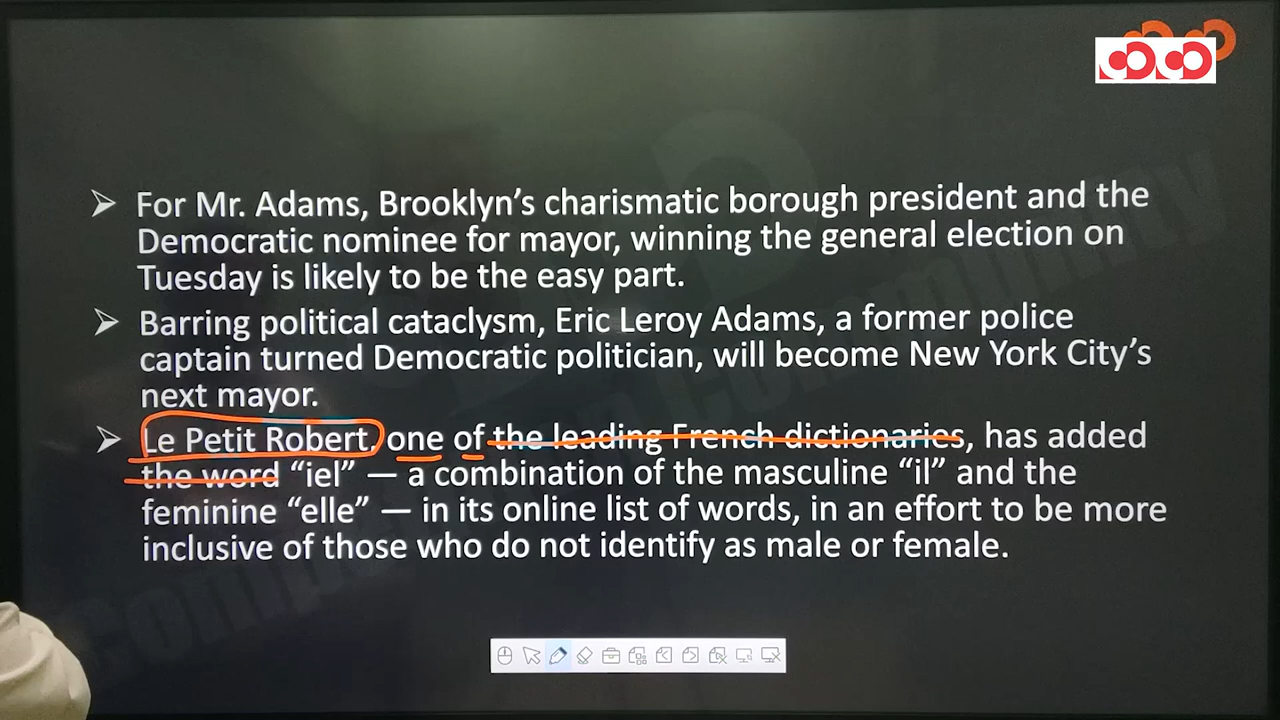 For Mr. Adams, Brooklyn's charismatic borough president and the
Democratic nominee for mayor, winning the general election on
Tuesday is likely to be the easy part.
Barring political cataclysm, Eric Leroy Adams, a former police
captain turned Democratic politician, will become New York City's
next mayor.
Le Petit Robert, one of the leading French dictionaries, has added
the word “iel” — a combination of the masculine “il” and the
feminine “elle” — in its online list of words, in an effort to be more
inclusive of those who do not identify as male or female.